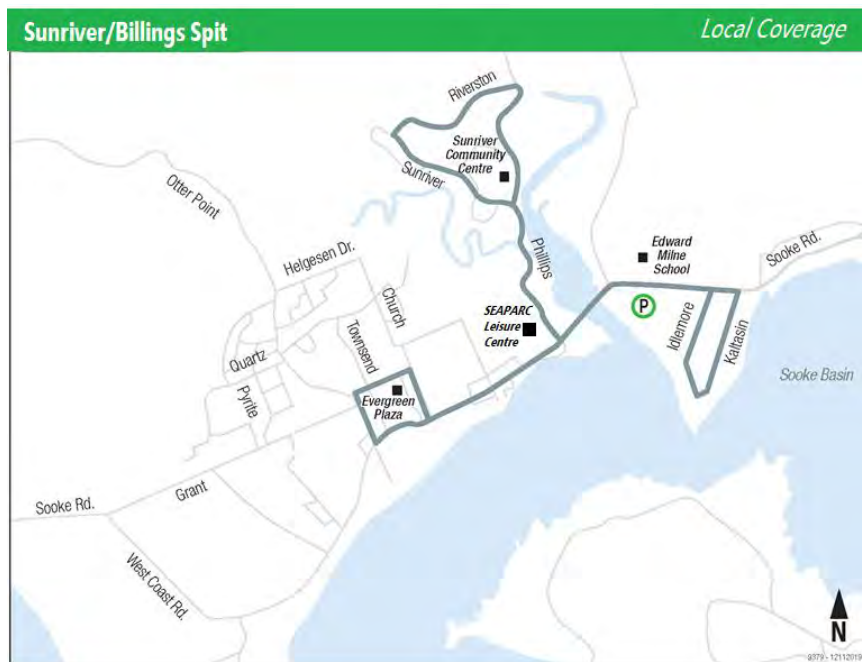 Sunriver/Billings Spit
Local Coverage
Riverston
Sunriver
Community
Centre
Sunriver
Otter Point
Phillips
Edward
Milne
School
Sooke Rd.
Helgesen Dr.
Church
SEAPARC
Leisure
Centre
P
Idlemore
Kaltasin
Townsend
Quartz
Sooke Basin
Pyrite
Evergreen
Plaza
Grant
Sooke Rd.
West Coast Rd.
N
9379 - 12112019